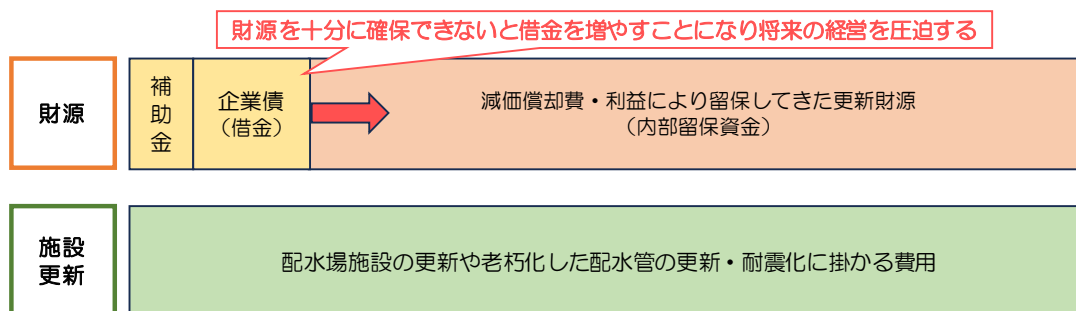 財源を十分に確保できないと借金を増やすことになり将来の経営を圧迫する
財源
補助金
企業債
（借金）
減価償却費・利益により留保してきた更新財源
（内部留保資金）
施設
更新
配水場施設の更新や老朽化した配水管の更新・耐震化に掛かる費用